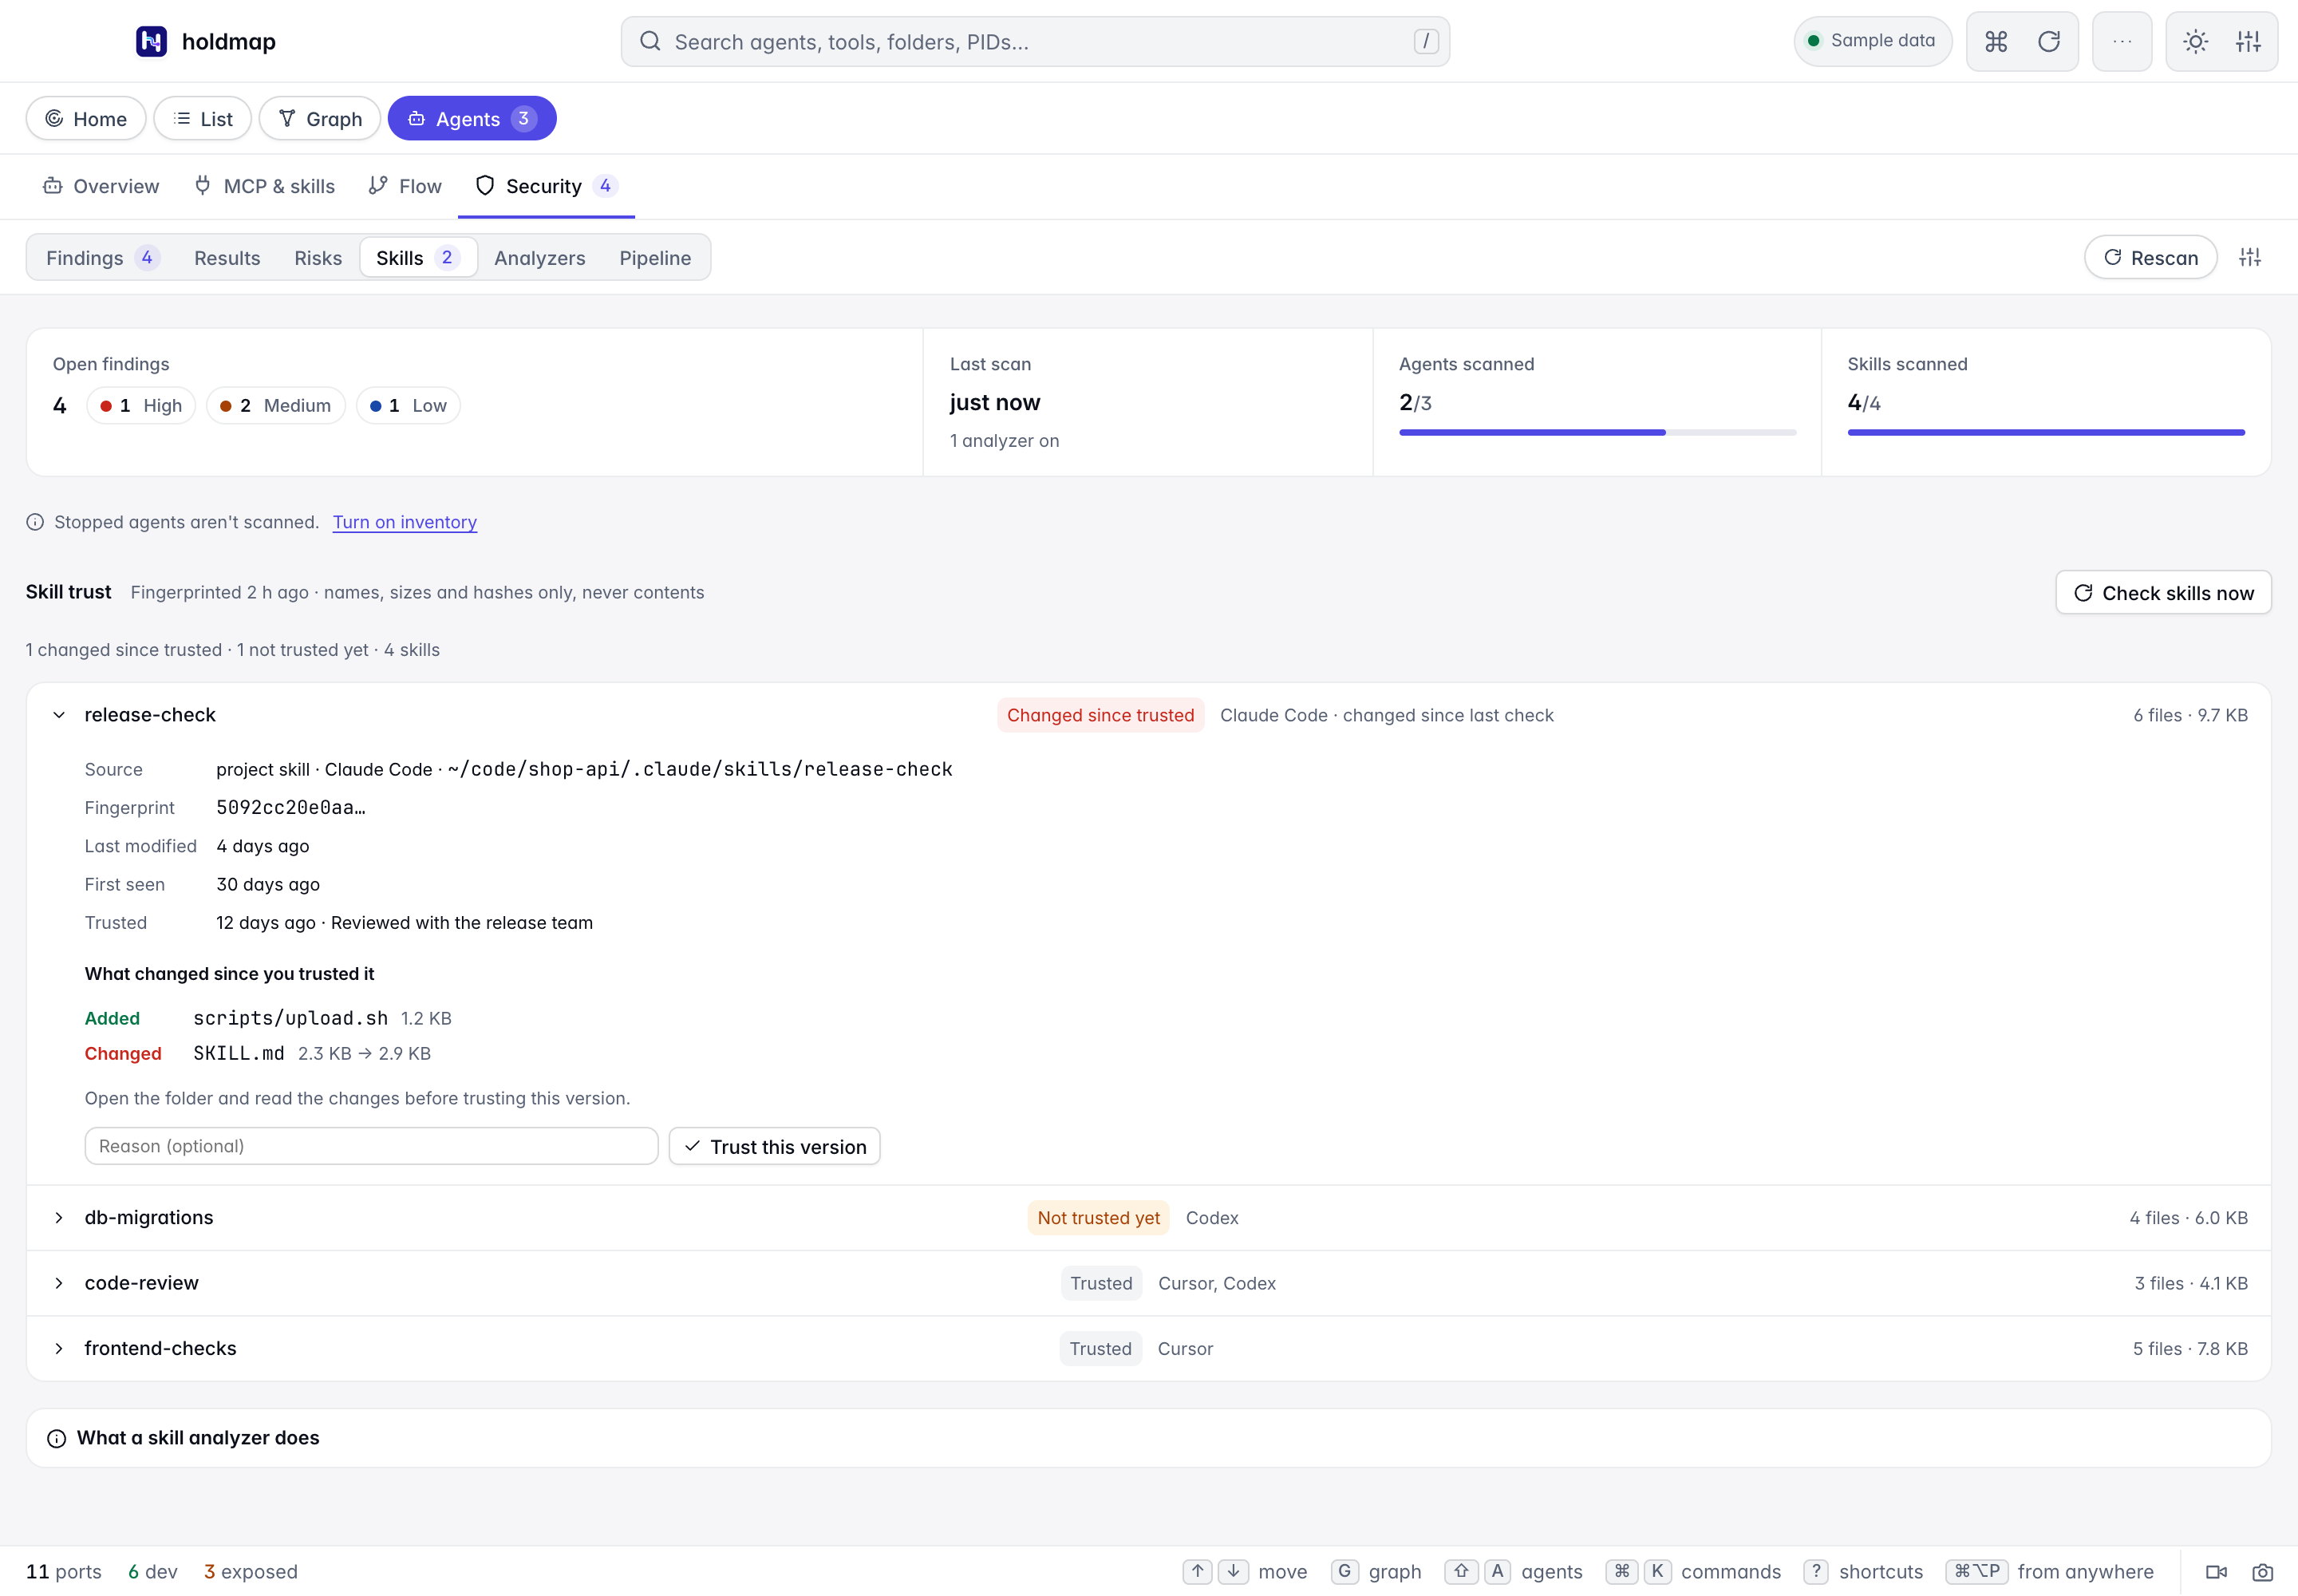 holdmap
Search agents, tools, folders, PIDs...
/
Sample data
Home
List
Graph
Agents 3
Overview
MCP & skills
Flow
Security 4
Findings 4
Results
Risks
Skills 2
Analyzers
Pipeline
Rescan
Open findings
4 1 High 2 Medium 1 Low
Last scan
just now
1 analyzer on
Agents scanned
2/3
Skills scanned
4/4
Stopped agents aren't scanned. Turn on inventory
Skill trust Fingerprinted 2 h ago · names, sizes and hashes only, never contents
Check skills now
1 changed since trusted · 1 not trusted yet · 4 skills
release-check Changed since trusted Claude Code · changed since last check 6 files · 9.7 KB
Source project skill · Claude Code · ~/code/shop-api/.claude/skills/release-check
Fingerprint 5092cc20e0aa…
Last modified 4 days ago
First seen 30 days ago
Trusted 12 days ago · Reviewed with the release team
What changed since you trusted it
Added scripts/upload.sh 1.2 KB
Changed SKILL.md 2.3 KB → 2.9 KB
Open the folder and read the changes before trusting this version.
Reason (optional)
Trust this version
db-migrations Not trusted yet Codex 4 files · 6.0 KB
code-review Trusted Cursor, Codex 3 files · 4.1 KB
frontend-checks Trusted Cursor 5 files · 7.8 KB
What a skill analyzer does
11 ports 6 dev 3 exposed
↑ ↓ move G graph ⇧ A agents ⌘ K commands ? shortcuts ⌘⌥P from anywhere